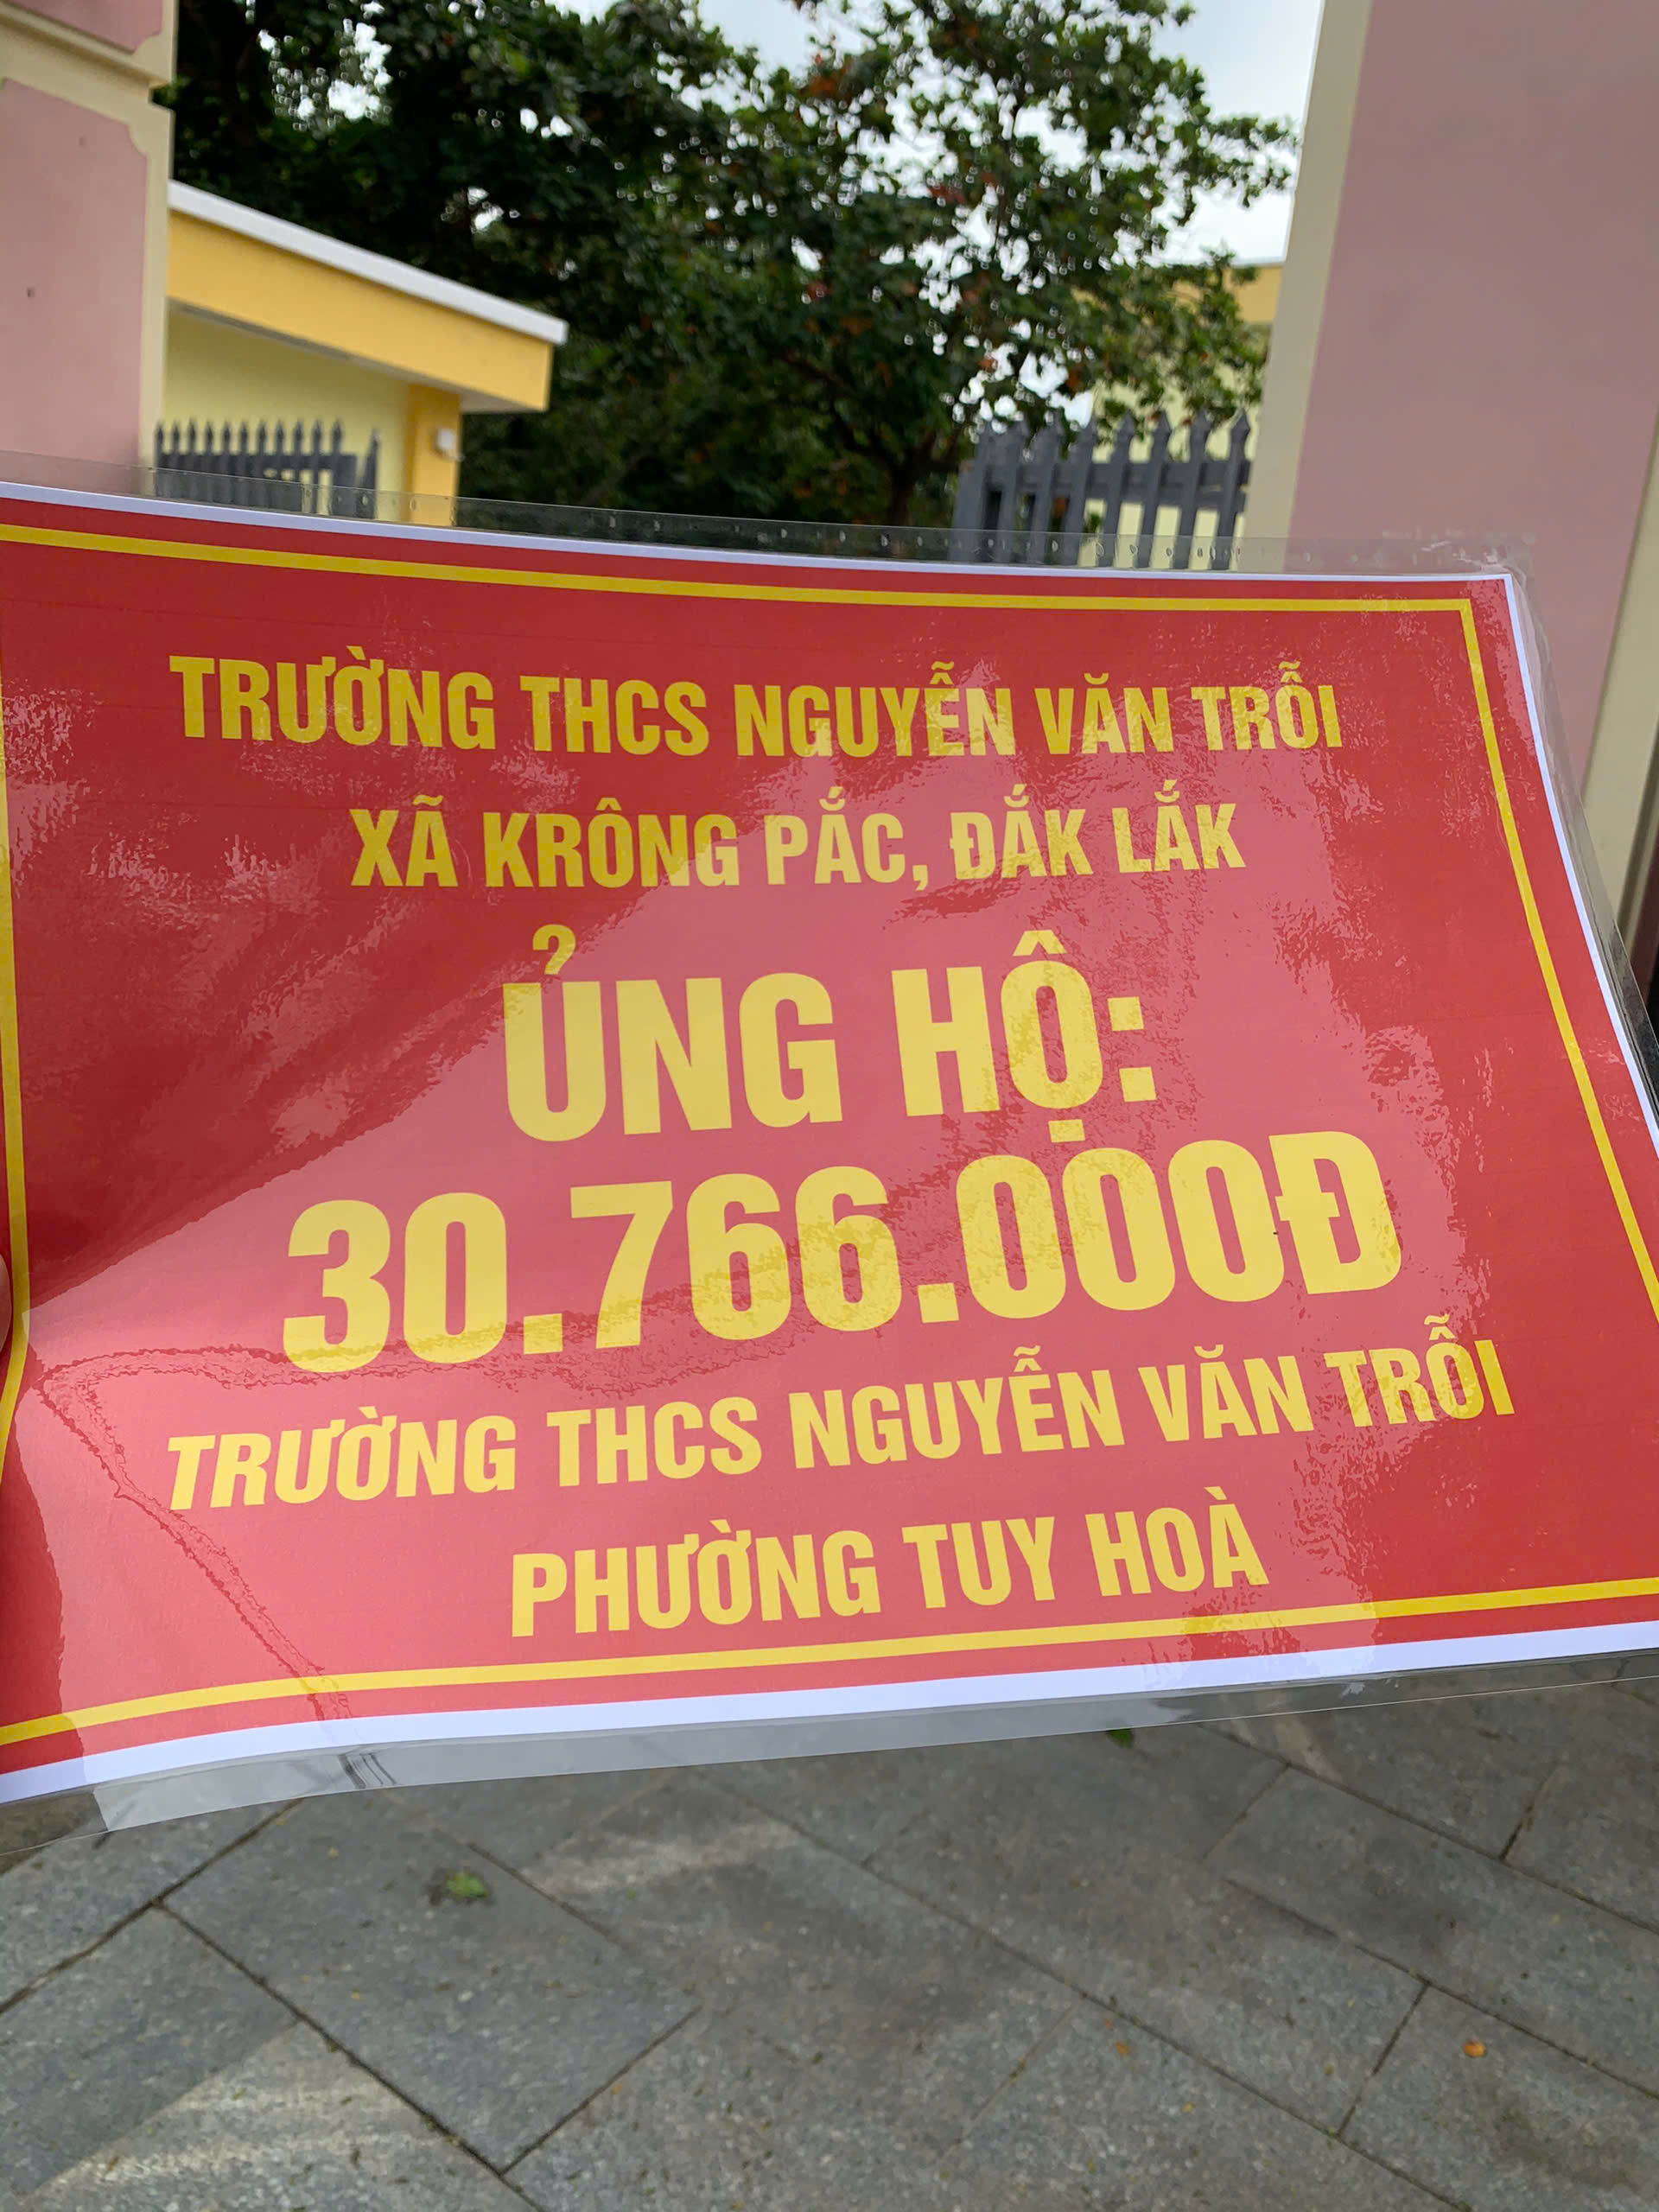 TRƯỜNG THCS NGUYỄN VĂN TRỖI
XÃ KRÔNG PẮC, ĐẮK LẮK
ỦNG HỘ:
30.766.000Đ
TRƯỜNG THCS NGUYỄN VĂN TRỖI
PHƯỜNG TUY HOÀ